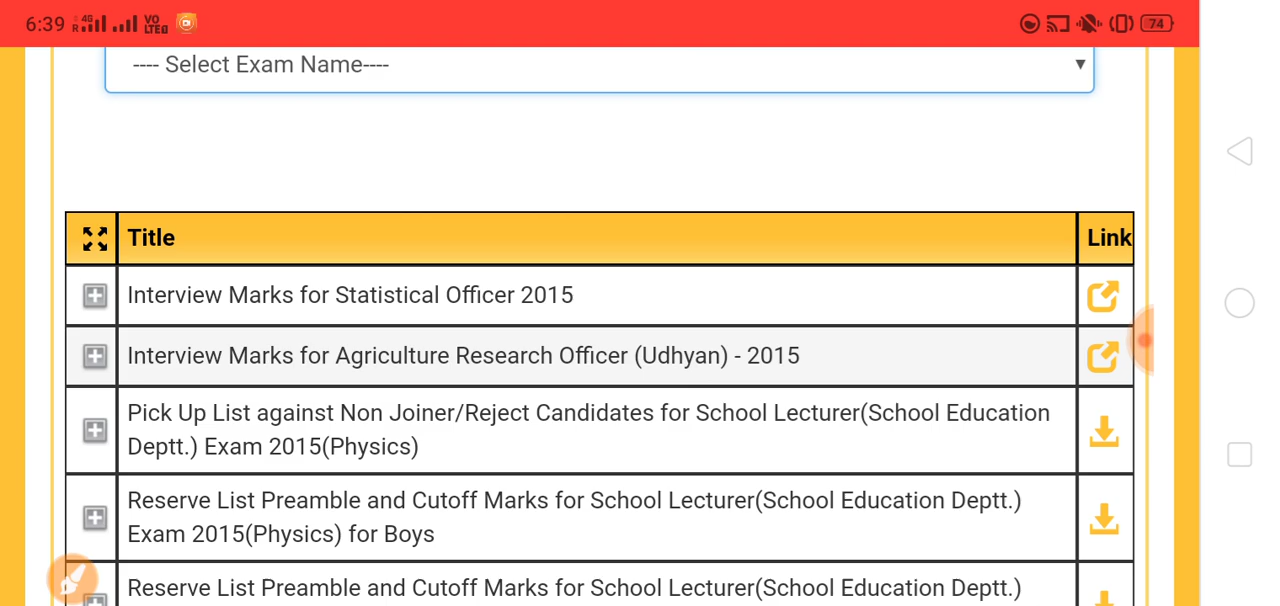 6:39 R 4G VO LTE 74
---- Select Exam Name----
Title Link
Interview Marks for Statistical Officer 2015
Interview Marks for Agriculture Research Officer (Udhyan) - 2015
Pick Up List against Non Joiner/Reject Candidates for School Lecturer(School Education
Deptt.) Exam 2015(Physics)
Reserve List Preamble and Cutoff Marks for School Lecturer(School Education Deptt.)
Exam 2015(Physics) for Boys
Reserve List Preamble and Cutoff Marks for School Lecturer(School Education Deptt.)